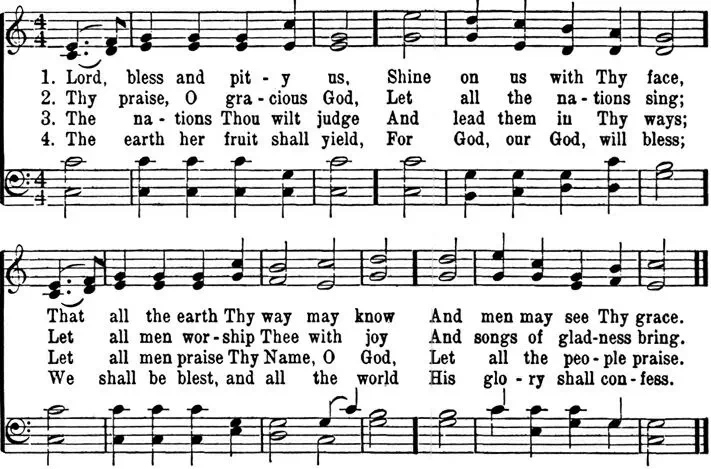 4 4
1. Lord, bless and pit - y us, Shine on us with Thy face,
2. Thy praise, O gra - cious God, Let all the na - tions sing;
3. The na - tions Thou wilt judge And lead them in Thy ways;
4. The earth her fruit shall yield, For God, our God, will bless;
4 4
That all the earth Thy way may know And men may see Thy grace.
Let all men wor - ship Thee with joy And songs of glad - ness bring.
Let all men praise Thy Name, O God, Let all the peo - ple praise.
We shall be blest, and all the world His glo - ry shall con - fess.